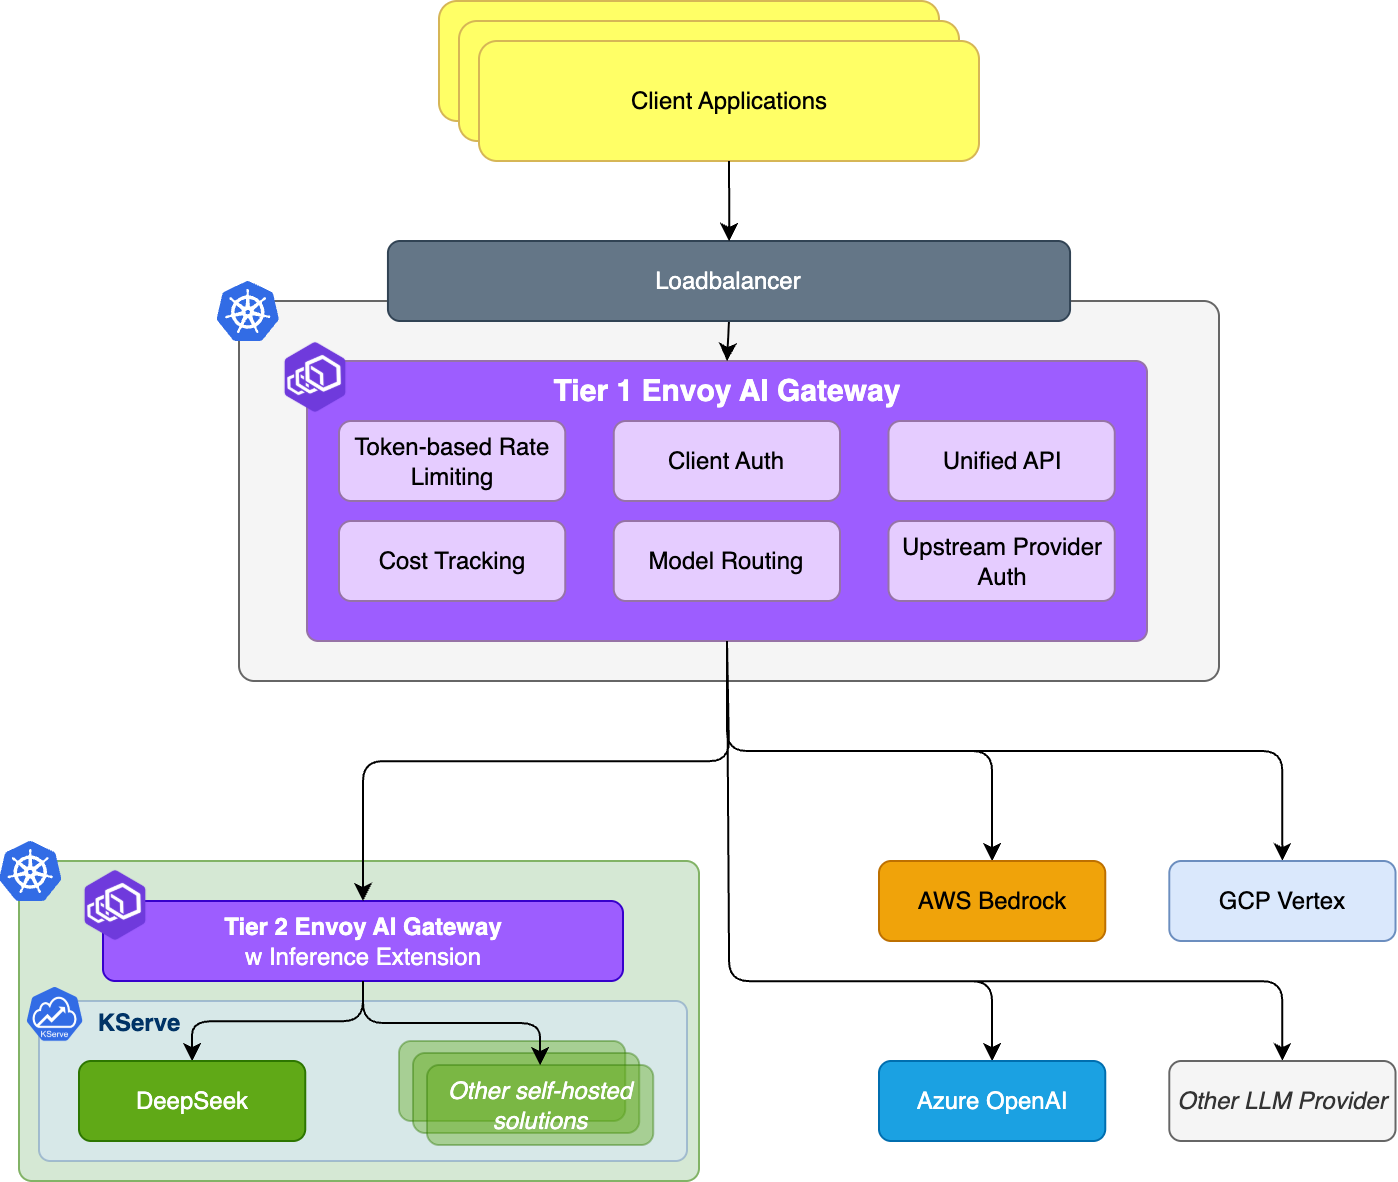 Client Applications
Loadbalancer
Tier 1 Envoy AI Gateway
Token-based Rate
Limiting
Client Auth
Unified API
Cost Tracking
Model Routing
Upstream Provider
Auth
Tier 2 Envoy AI Gateway
w Inference Extension
AWS Bedrock
GCP Vertex
KServe
KServe
DeepSeek
Other self-hosted
solutions
Azure OpenAI
Other LLM Provider